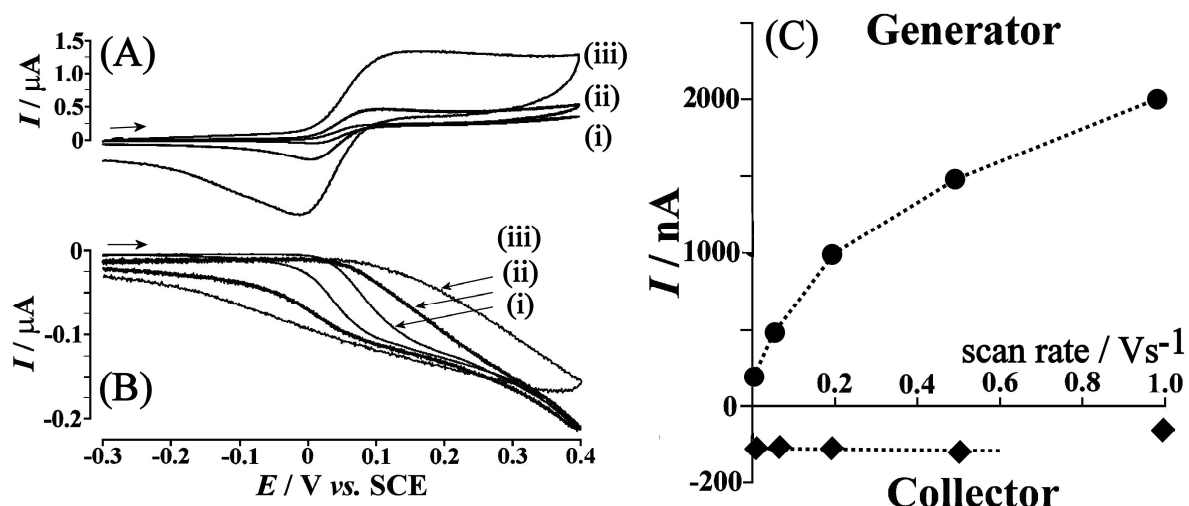 (A)
1.5
1.0
0.5
0
I / μA
(iii)
(ii)
(i)
(B)
0
-0.1
-0.2
I / μA
(iii)
(ii)
(i)
-0.3 -0.2 -0.1 0 0.1 0.2 0.3 0.4
E / V vs. SCE
(C) Generator
2000
1000
0
-200
I / nA
scan rate / Vs-1
0.2 0.4 0.6 0.8 1.0
Collector